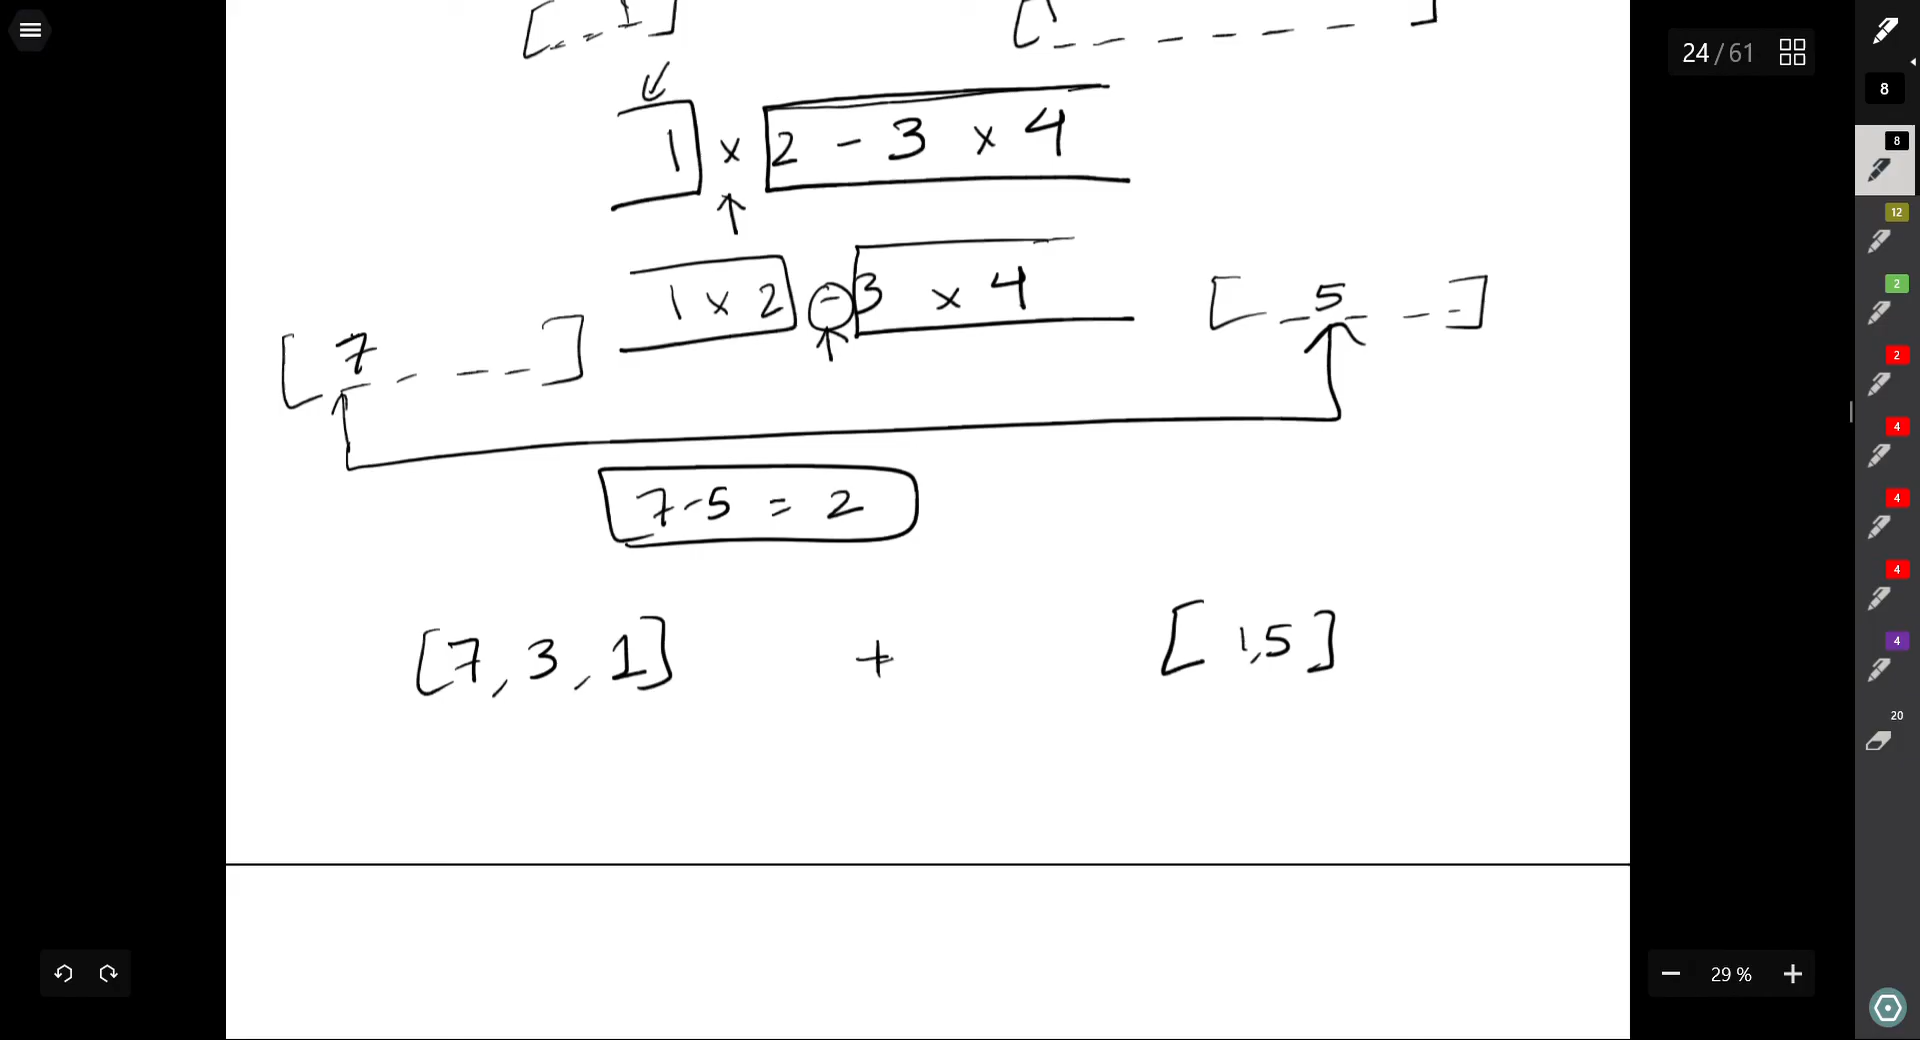 [ _ _ 1 ] [ _ _ _ _ _ _ ]
24 / 61
8
1 × 2 - 3 × 4
8
12
1 × 2 - 3 × 4
[ _ 5 _ _ _ ]
2
[ 7 _ _ _ _ ]
2
4
7 - 5 = 2
4
4
[7, 3, 1] + [1,5]
4
20
29 %